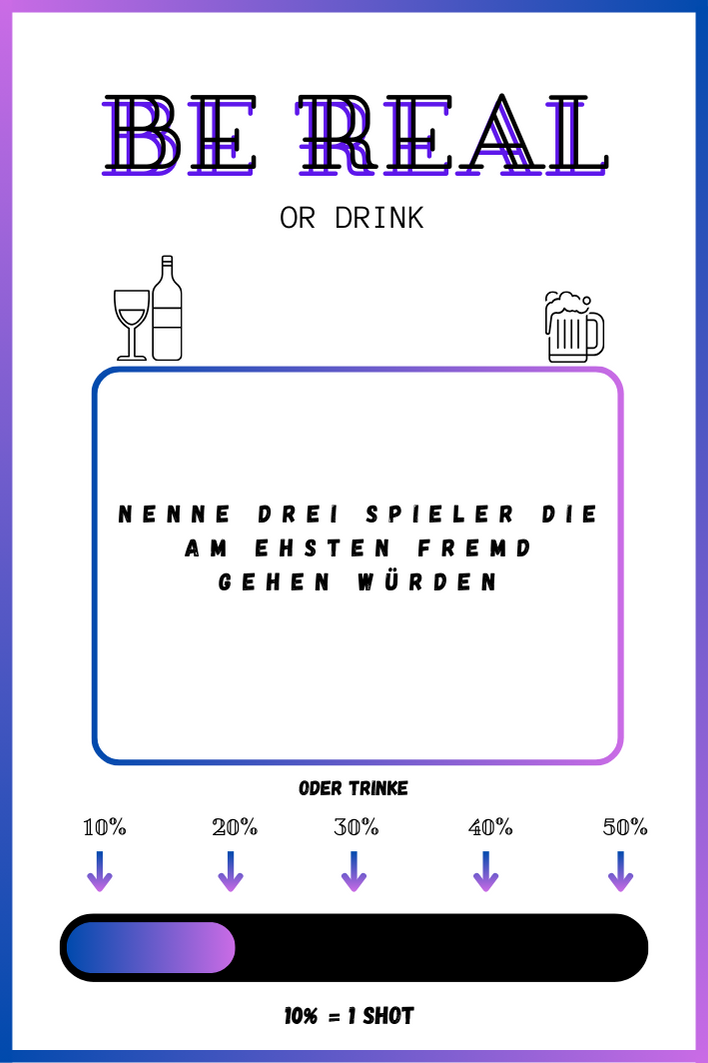 BE REAL
OR DRINK
NENNE DREI SPIELER DIE
AM EHSTEN FREMD
GEHEN WÜRDEN
ODER TRINKE
10% 20% 30% 40% 50%
10% = 1 SHOT